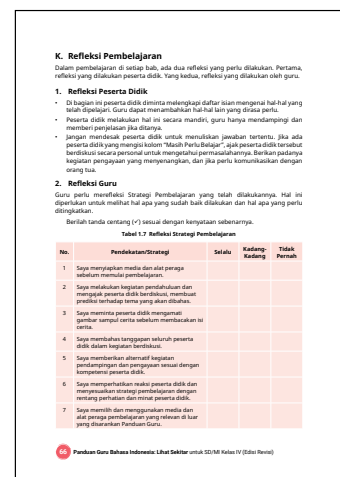 K. Refleksi Pembelajaran
Dalam pembelajaran di setiap bab, ada dua refleksi yang perlu dilakukan. Pertama,
refleksi yang dilakukan peserta didik. Yang kedua, refleksi yang dilakukan oleh guru.
1. Refleksi Peserta Didik
• Di bagian ini peserta didik diminta melengkapi daftar isian mengenai hal-hal yang
telah dipelajari. Guru dapat menambahkan hal-hal lain yang dirasa perlu.
• Peserta didik melakukan hal ini secara mandiri, guru hanya mendampingi dan
memberi penjelasan jika ditanya.
• Jangan mendesak peserta didik untuk menuliskan jawaban tertentu. Jika ada
peserta didik yang mengisi kolom “Masih Perlu Belajar”, ajak peserta didik tersebut
berdiskusi secara personal untuk mengetahui permasalahannya. Berikan padanya
kegiatan pengayaan yang menyenangkan, dan jika perlu komunikasikan dengan
orang tua.
2. Refleksi Guru
Guru perlu merefleksi Strategi Pembelajaran yang telah dilakukannya. Hal ini
diperlukan untuk melihat hal apa yang sudah baik dilakukan dan hal apa yang perlu
ditingkatkan.
Berilah tanda centang (✓) sesuai dengan kenyataan sebenarnya.
Tabel 1.7 Refleksi Strategi Pembelajaran
No. Pendekatan/Strategi Selalu Kadang-Kadang Tidak Pernah
1 Saya menyiapkan media dan alat peraga
sebelum memulai pembelajaran.
2 Saya melakukan kegiatan pendahuluan dan
mengajak peserta didik berdiskusi, membuat
prediksi terhadap tema yang akan dibahas.
3 Saya meminta peserta didik mengamati
gambar sampul cerita sebelum membacakan isi
cerita.
4 Saya membahas tanggapan seluruh peserta
didik dalam kegiatan berdiskusi.
5 Saya memberikan alternatif kegiatan
pendampingan dan pengayaan sesuai dengan
kompetensi peserta didik.
6 Saya memperhatikan reaksi peserta didik dan
menyesuaikan strategi pembelajaran dengan
rentang perhatian dan minat peserta didik.
7 Saya memilih dan menggunakan media dan
alat peraga pembelajaran yang relevan di luar
yang disarankan Panduan Guru.
66 Panduan Guru Bahasa Indonesia: Lihat Sekitar untuk SD/MI Kelas IV (Edisi Revisi)